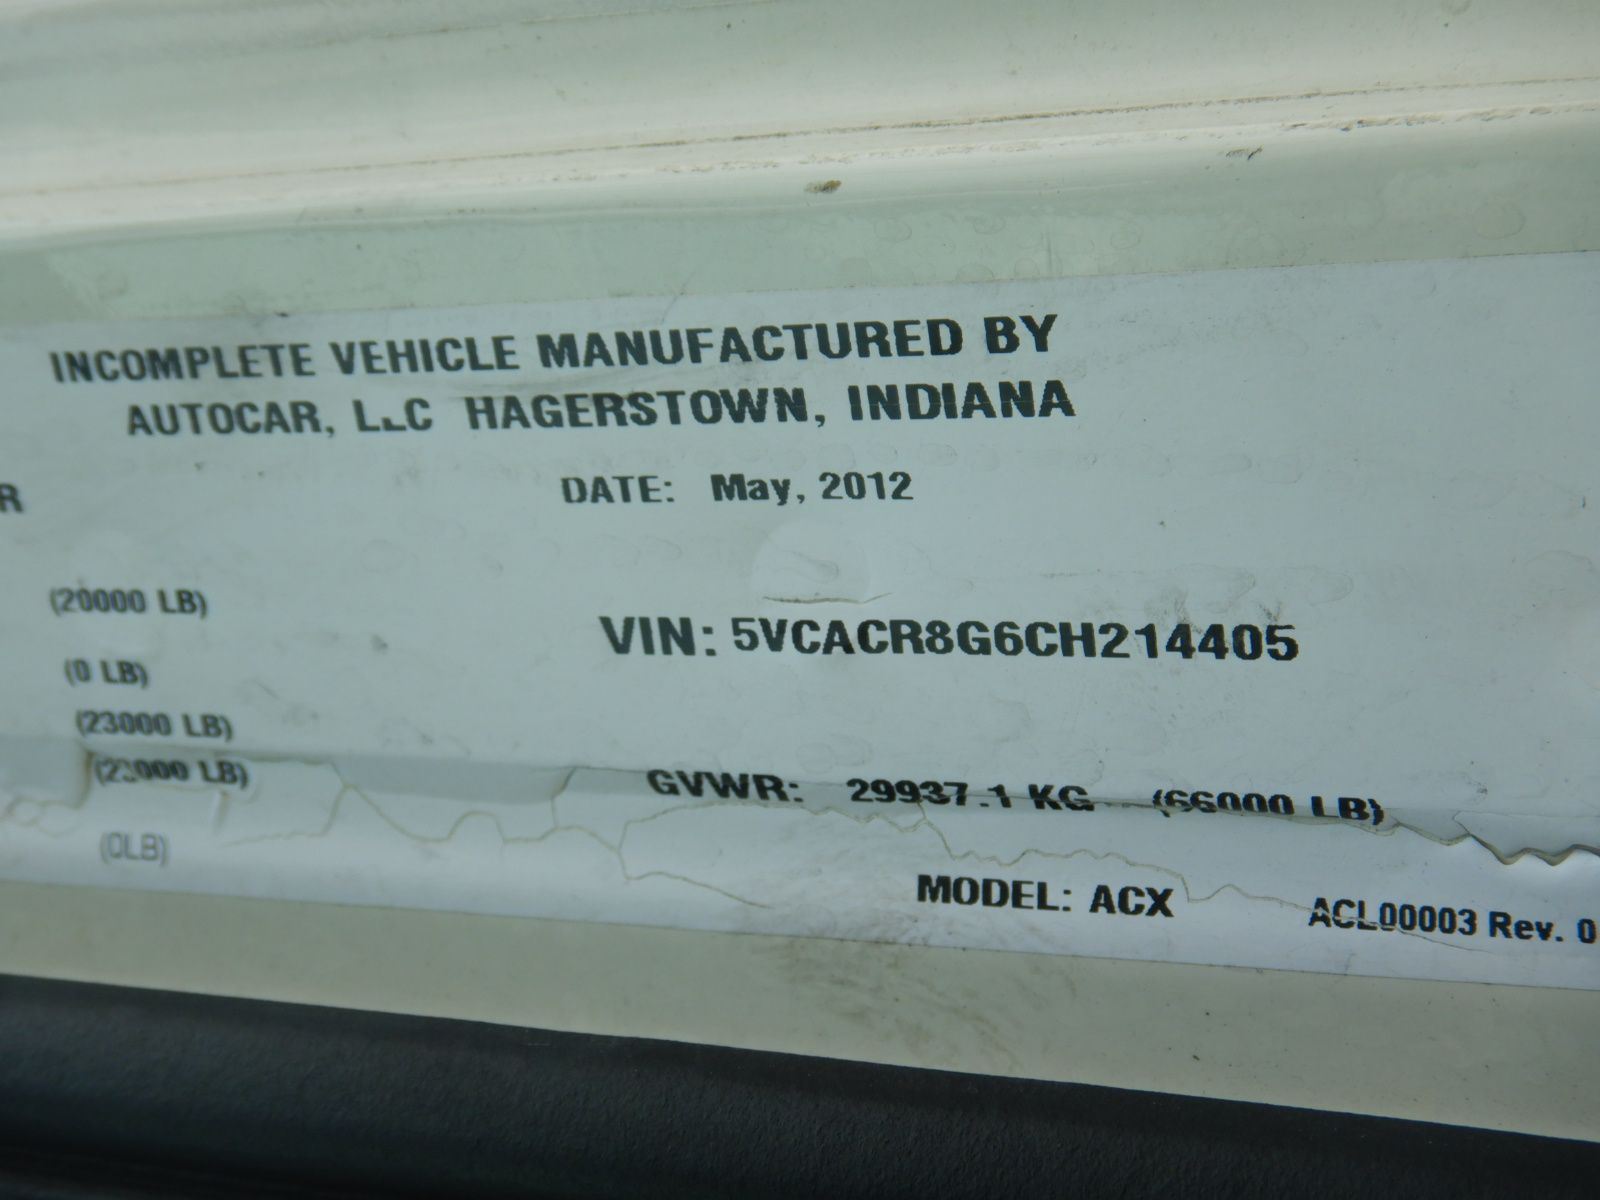 INCOMPLETE VEHICLE MANUFACTURED BY
AUTOCAR, LLC HAGERSTOWN, INDIANA
R
DATE: May, 2012
(20000 LB)
VIN: 5VCACR8G6CH214405
(0 LB)
(23000 LB)
(23000 LB)
GVWR: 29937.1 KG (66000 LB)
(0LB)
MODEL: ACX
ACL00003 Rev. 0